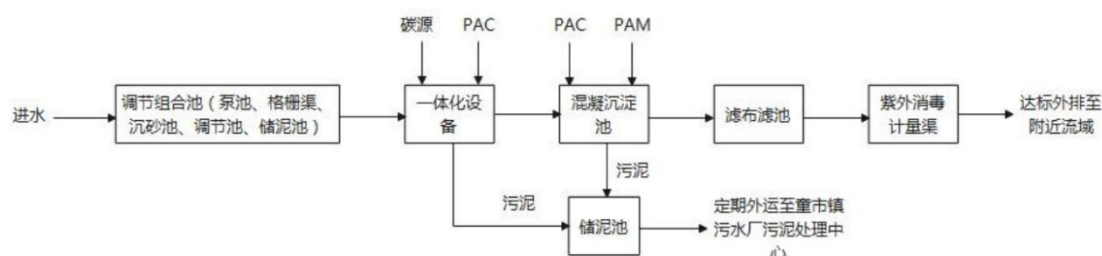 碳源
PAC
PAC
PAM
进水
调节组合池（泵池、格栅渠、
沉砂池、调节池、储泥池）
一体化设
备
混凝沉淀
池
滤布滤池
紫外消毒
计量渠
达标外排至
附近流域
污泥
污泥
储泥池
定期外运至童市镇
污水厂污泥处理中
心